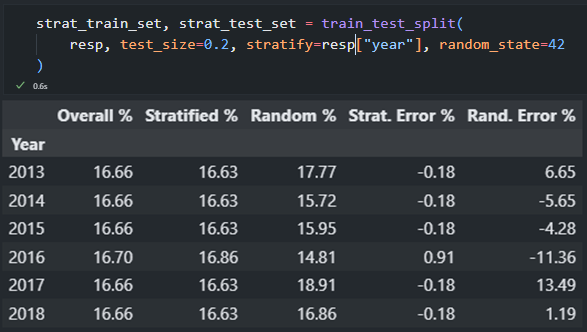 strat_train_set, strat_test_set = train_test_split(
resp, test_size=0.2, stratify=resp["year"], random_state=42
)
0.6s
Overall % Stratified % Random % Strat. Error % Rand. Error %
Year
2013 16.66 16.63 17.77 -0.18 6.65
2014 16.66 16.63 15.72 -0.18 -5.65
2015 16.66 16.63 15.95 -0.18 -4.28
2016 16.70 16.86 14.81 0.91 -11.36
2017 16.66 16.63 18.91 -0.18 13.49
2018 16.66 16.63 16.86 -0.18 1.19